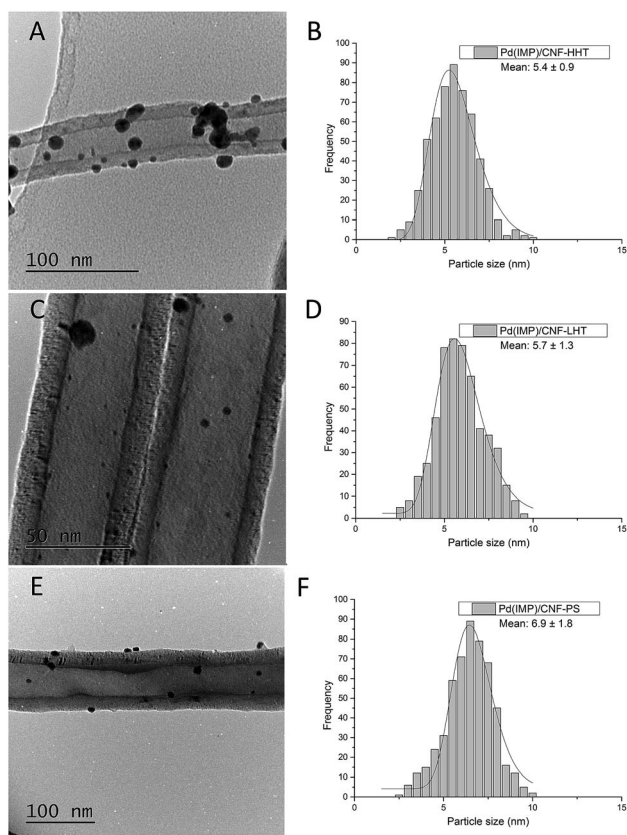 A
100 nm
B
Pd(IMP)/CNF-HHT
Mean: 5.4 ± 0.9
Frequency
90
80
70
60
50
40
30
20
10
0
0 5 10 15
Particle size (nm)
C
50 nm
D
Pd(IMP)/CNF-LHT
Mean: 5.7 ± 1.3
Frequency
90
80
70
60
50
40
30
20
10
0
0 5 10 15
Particle size (nm)
E
100 nm
F
Pd(IMP)/CNF-PS
Mean: 6.9 ± 1.8
Frequency
100
90
80
70
60
50
40
30
20
10
0
0 5 10 15
Particle size (nm)